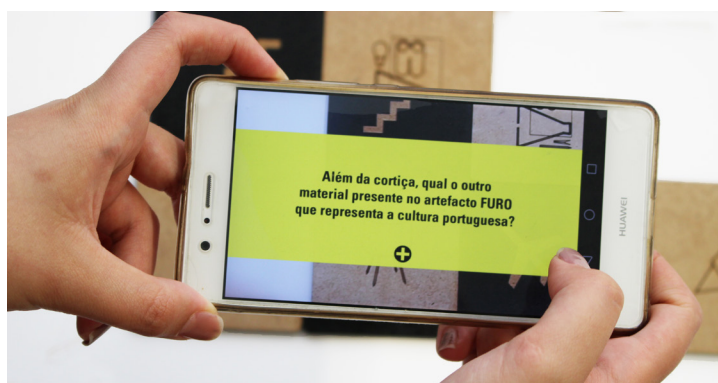 Além da cortiça, qual o outro
material presente no artefacto FURO
que representa a cultura portuguesa?
HUAWEI